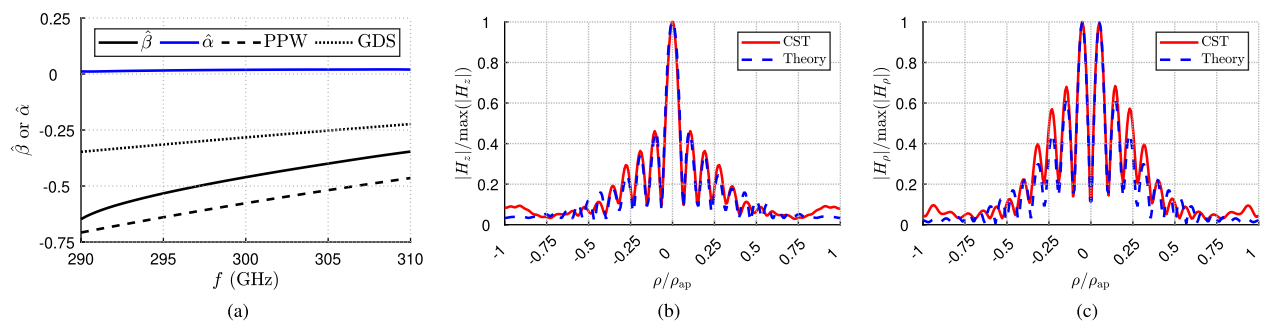 0.25
0
-0.25
-0.5
-0.75
β̂ or α̂
β̂ α̂ PPW GDS
290 295 300 305 310
f (GHz)
(a)
1
0.8
0.6
0.4
0.2
0
|H_z|/max(|H_z|)
CST
Theory
-1 -0.75 -0.5 -0.25 0 0.25 0.5 0.75 1
ρ/ρ_ap
(b)
1
0.8
0.6
0.4
0.2
0
|H_ρ|/max(|H_ρ|)
CST
Theory
-1 -0.75 -0.5 -0.25 0 0.25 0.5 0.75 1
ρ/ρ_ap
(c)